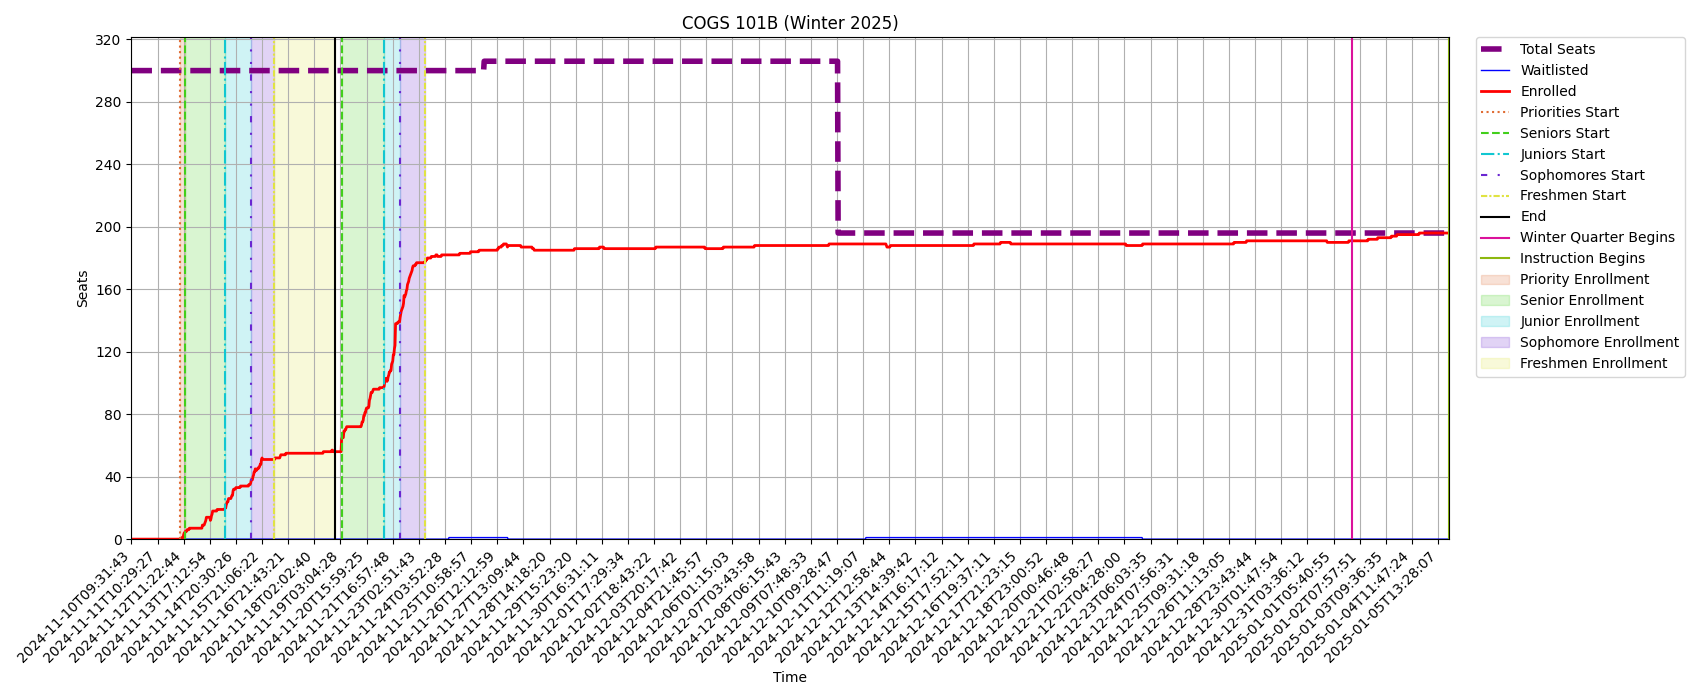 COGS 101B (Winter 2025)
320
280
240
200
160
120
80
40
0
Seats
2024-11-10T09:31:43
2024-11-11T10:29:27
2024-11-12T11:22:44
2024-11-13T17:12:54
2024-11-14T20:30:26
2024-11-15T21:06:22
2024-11-16T21:43:21
2024-11-18T02:02:40
2024-11-19T03:04:28
2024-11-20T15:59:25
2024-11-21T16:57:48
2024-11-23T02:51:43
2024-11-24T03:52:28
2024-11-25T10:58:57
2024-11-26T12:12:59
2024-11-27T13:09:44
2024-11-28T14:18:20
2024-11-29T15:23:20
2024-11-30T16:31:11
2024-12-01T17:29:34
2024-12-02T18:43:22
2024-12-03T20:17:42
2024-12-04T21:45:57
2024-12-06T01:15:03
2024-12-07T03:43:58
2024-12-08T06:15:43
2024-12-09T07:48:33
2024-12-10T09:28:47
2024-12-11T11:19:07
2024-12-12T12:58:44
2024-12-13T14:39:42
2024-12-14T16:17:12
2024-12-15T17:52:11
2024-12-16T19:37:11
2024-12-17T21:23:15
2024-12-18T23:00:52
2024-12-20T00:46:48
2024-12-21T02:58:27
2024-12-22T04:28:00
2024-12-23T06:03:35
2024-12-24T07:56:31
2024-12-25T09:31:18
2024-12-26T11:13:05
2024-12-28T23:43:44
2024-12-30T01:47:54
2024-12-31T03:36:12
2025-01-01T05:40:55
2025-01-02T07:57:51
2025-01-03T09:36:35
2025-01-04T11:47:24
2025-01-05T13:28:07
Time
Total Seats
Waitlisted
Enrolled
Priorities Start
Seniors Start
Juniors Start
Sophomores Start
Freshmen Start
End
Winter Quarter Begins
Instruction Begins
Priority Enrollment
Senior Enrollment
Junior Enrollment
Sophomore Enrollment
Freshmen Enrollment